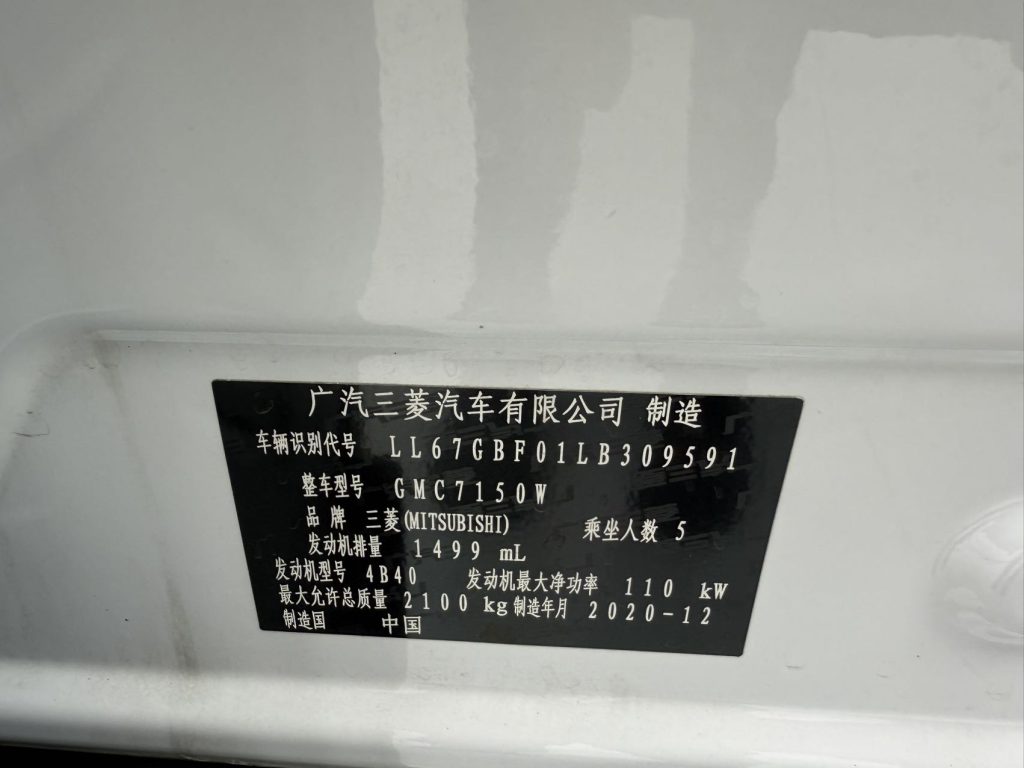 广汽三菱汽车有限公司 制造
车辆识别代号 LL67GBF01LB309591
整车型号 GMC7150W
品牌 三菱(MITSUBISHI) 乘坐人数 5
发动机排量 1499 mL
发动机型号 4B40 发动机最大净功率 110 kW
最大允许总质量 2100 kg 制造年月 2020-12
制造国 中国